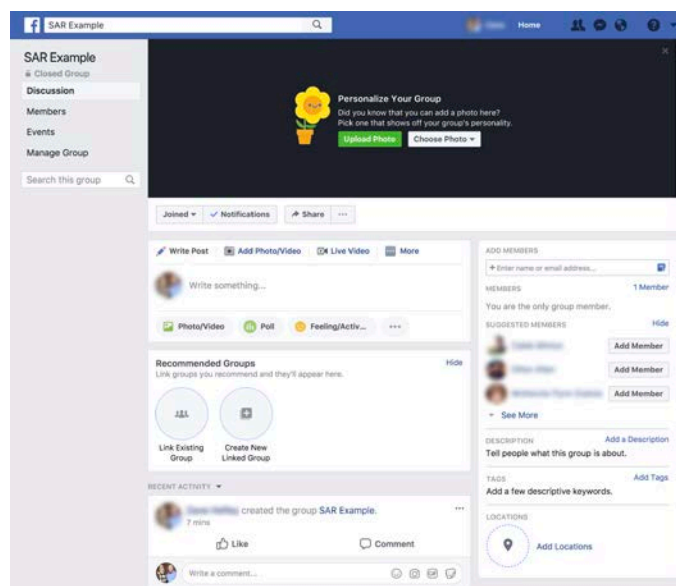 f SAR Example
Home
SAR Example
Closed Group
Discussion
Members
Events
Manage Group
Search this group
Personalize Your Group
Did you know that you can add a photo here?
Pick one that shows off your group's personality.
Upload Photo Choose Photo
Joined Notifications Share
Write Post Add Photo/Video Live Video More
Write something...
Photo/Video Poll Feeling/Activ...
Recommended Groups Hide
Link groups you recommend and they'll appear here.
Link Existing Group
Create New Linked Group
RECENT ACTIVITY
created the group SAR Example.
7 mins
Like Comment
Write a comment...
ADD MEMBERS
+ Enter name or email address...
MEMBERS 1 Member
You are the only group member.
SUGGESTED MEMBERS Hide
Add Member
Add Member
Add Member
See More
DESCRIPTION Add a Description
Tell people what this group is about.
TAGS Add Tags
Add a few descriptive keywords.
LOCATIONS
Add Locations